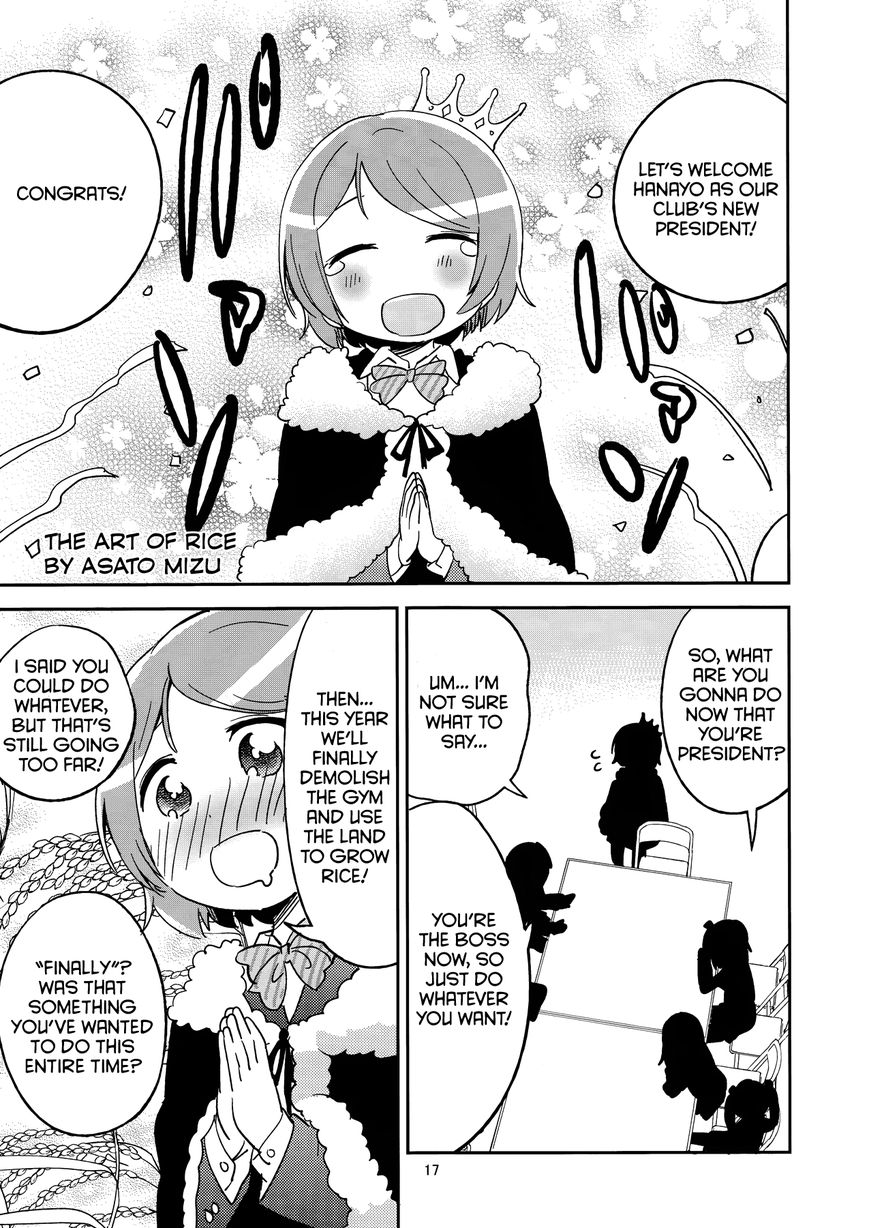 LET'S WELCOME
HANAYO AS OUR
CLUB'S NEW
PRESIDENT!
CONGRATS!
THE ART OF RICE
BY ASATO MIZU
SO, WHAT
ARE YOU
GONNA DO
NOW THAT
YOU'RE
PRESIDENT?
UM... I'M
NOT SURE
WHAT TO
SAY...
YOU'RE
THE BOSS
NOW, SO
JUST DO
WHATEVER
YOU WANT!
THEN...
THIS YEAR
WE'LL
FINALLY
DEMOLISH
THE GYM
AND USE
THE LAND
TO GROW
RICE!
I SAID YOU
COULD DO
WHATEVER,
BUT THAT'S
STILL GOING
TOO FAR!
"FINALLY"?
WAS THAT
SOMETHING
YOU'VE WANTED
TO DO THIS
ENTIRE TIME?
17